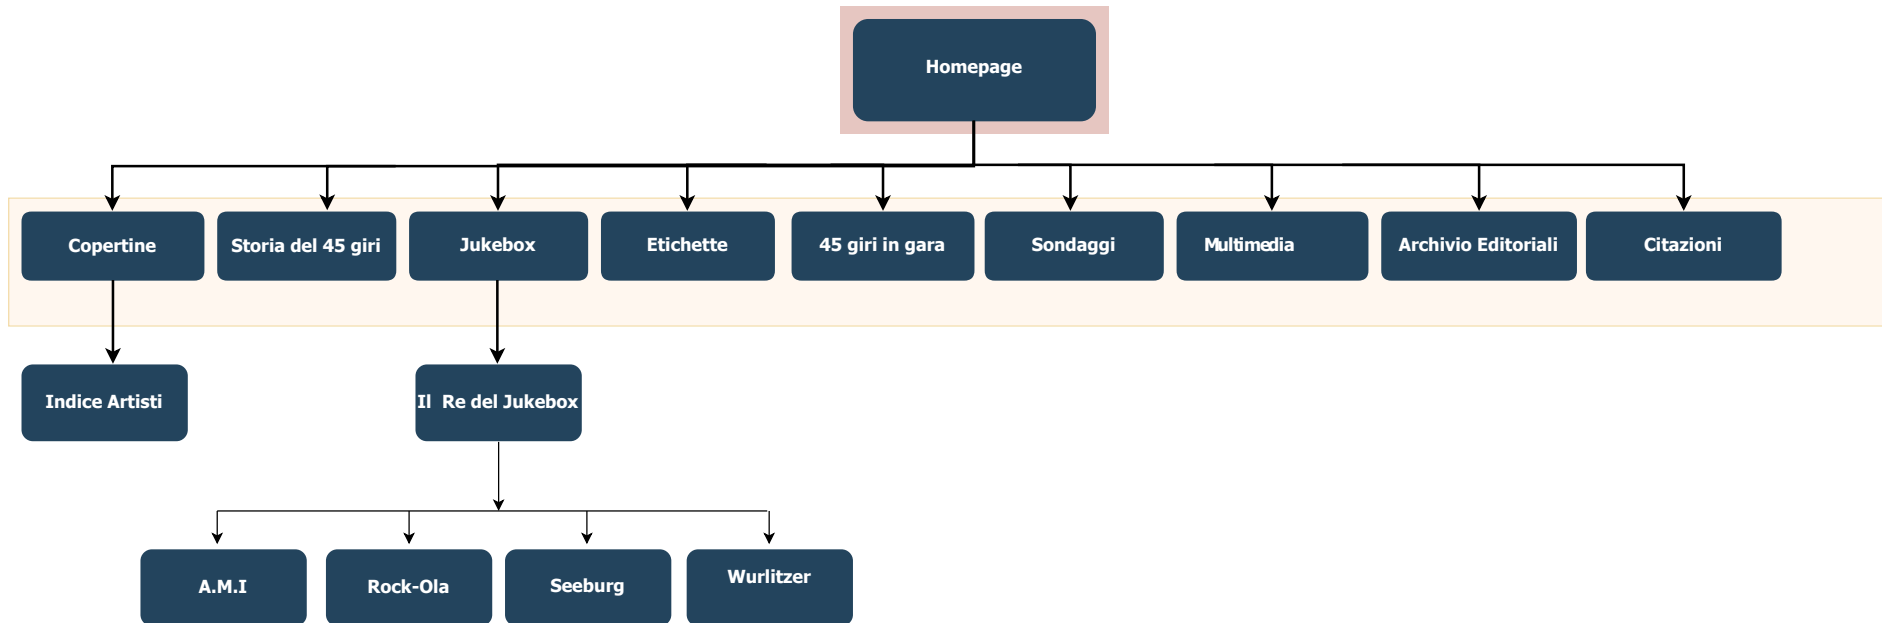 Homepage
Copertine
Storia del 45 giri
Jukebox
Etichette
45 giri in gara
Sondaggi
Multimedia
Archivio Editoriali
Citazioni
Indice Artisti
Il Re del Jukebox
A.M.I
Rock-Ola
Seeburg
Wurlitzer